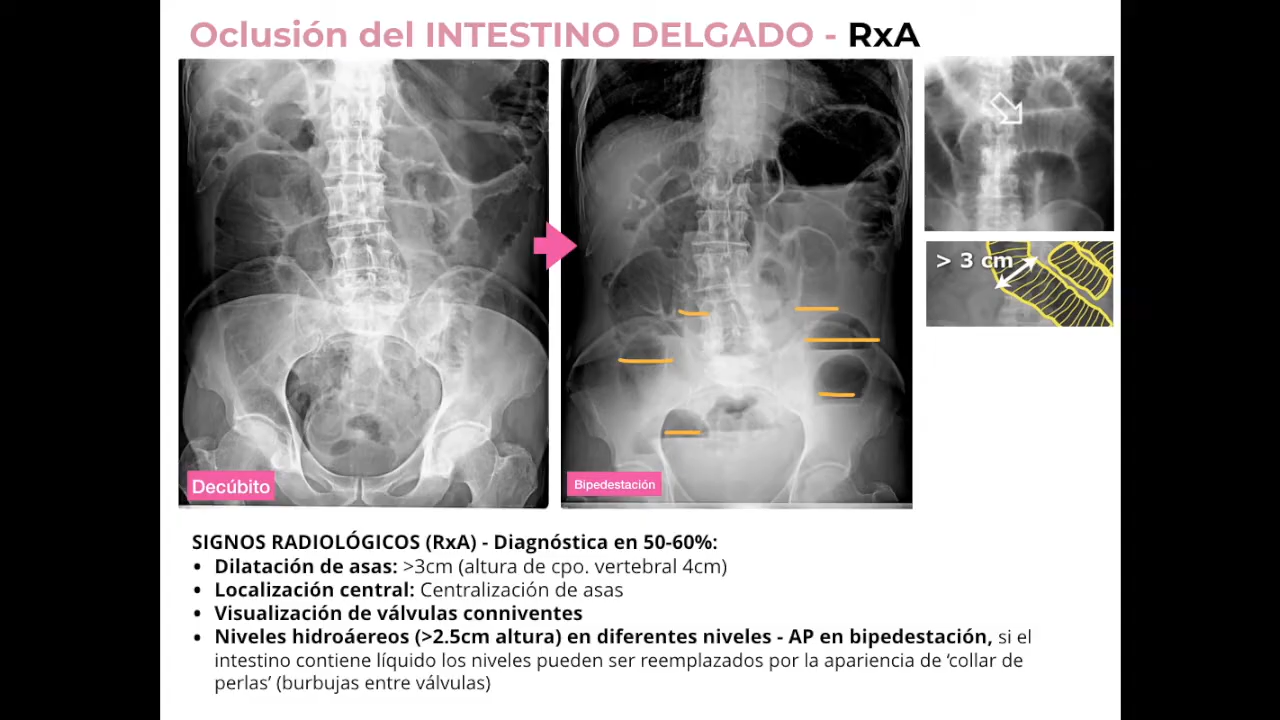 Oclusión del INTESTINO DELGADO - RxA
> 3 cm
Decúbito
Bipedestación
SIGNOS RADIOLÓGICOS (RxA) - Diagnóstica en 50-60%:
• Dilatación de asas: >3cm (altura de cpo. vertebral 4cm)
• Localización central: Centralización de asas
• Visualización de válvulas conniventes
• Niveles hidroáereos (>2.5cm altura) en diferentes niveles - AP en bipedestación, si el
intestino contiene líquido los niveles pueden ser reemplazados por la apariencia de ‘collar de
perlas’ (burbujas entre válvulas)